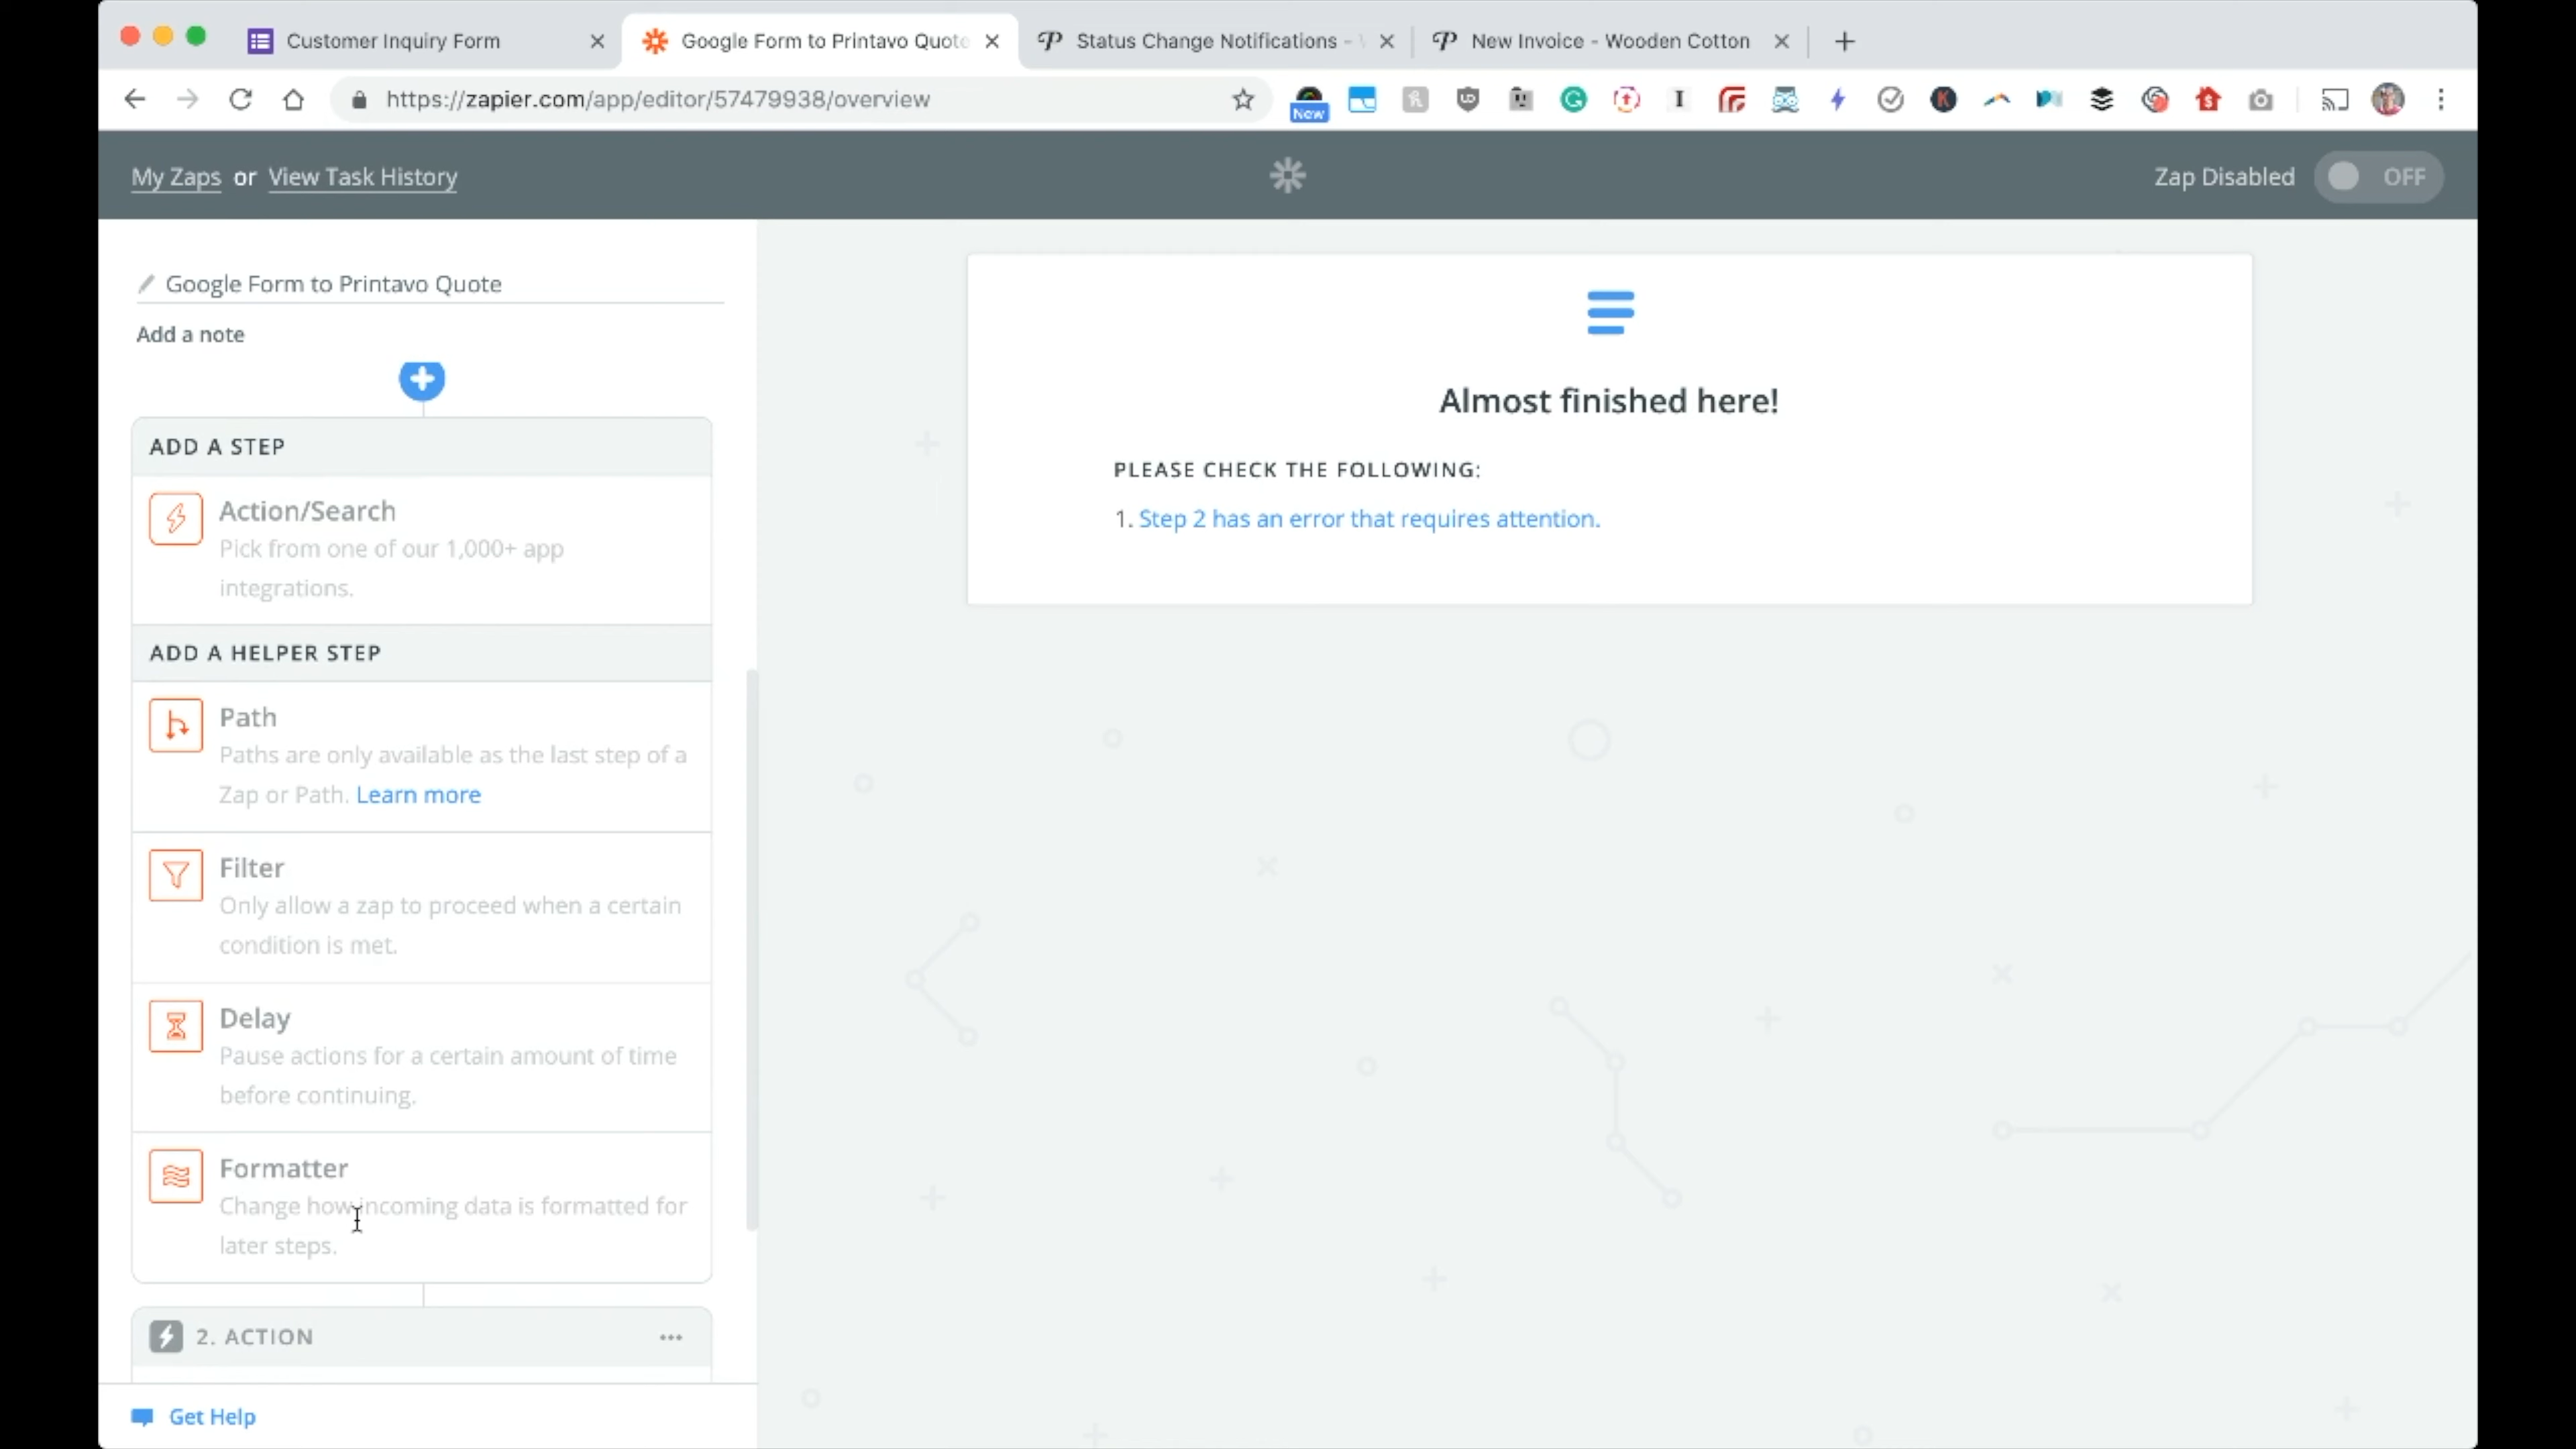 Customer Inquiry Form
Google Form to Printavo Quote
Status Change Notifications -
New Invoice - Wooden Cotton
https://zapier.com/app/editor/57479938/overview
New
My Zaps or View Task History
Zap Disabled
OFF
Google Form to Printavo Quote
Add a note
ADD A STEP
Action/Search
Pick from one of our 1,000+ app
integrations.
ADD A HELPER STEP
Path
Paths are only available as the last step of a
Zap or Path. Learn more
Filter
Only allow a zap to proceed when a certain
condition is met.
Delay
Pause actions for a certain amount of time
before continuing.
Formatter
Change how incoming data is formatted for
later steps.
2. ACTION
Get Help
Almost finished here!
PLEASE CHECK THE FOLLOWING:
1. Step 2 has an error that requires attention.